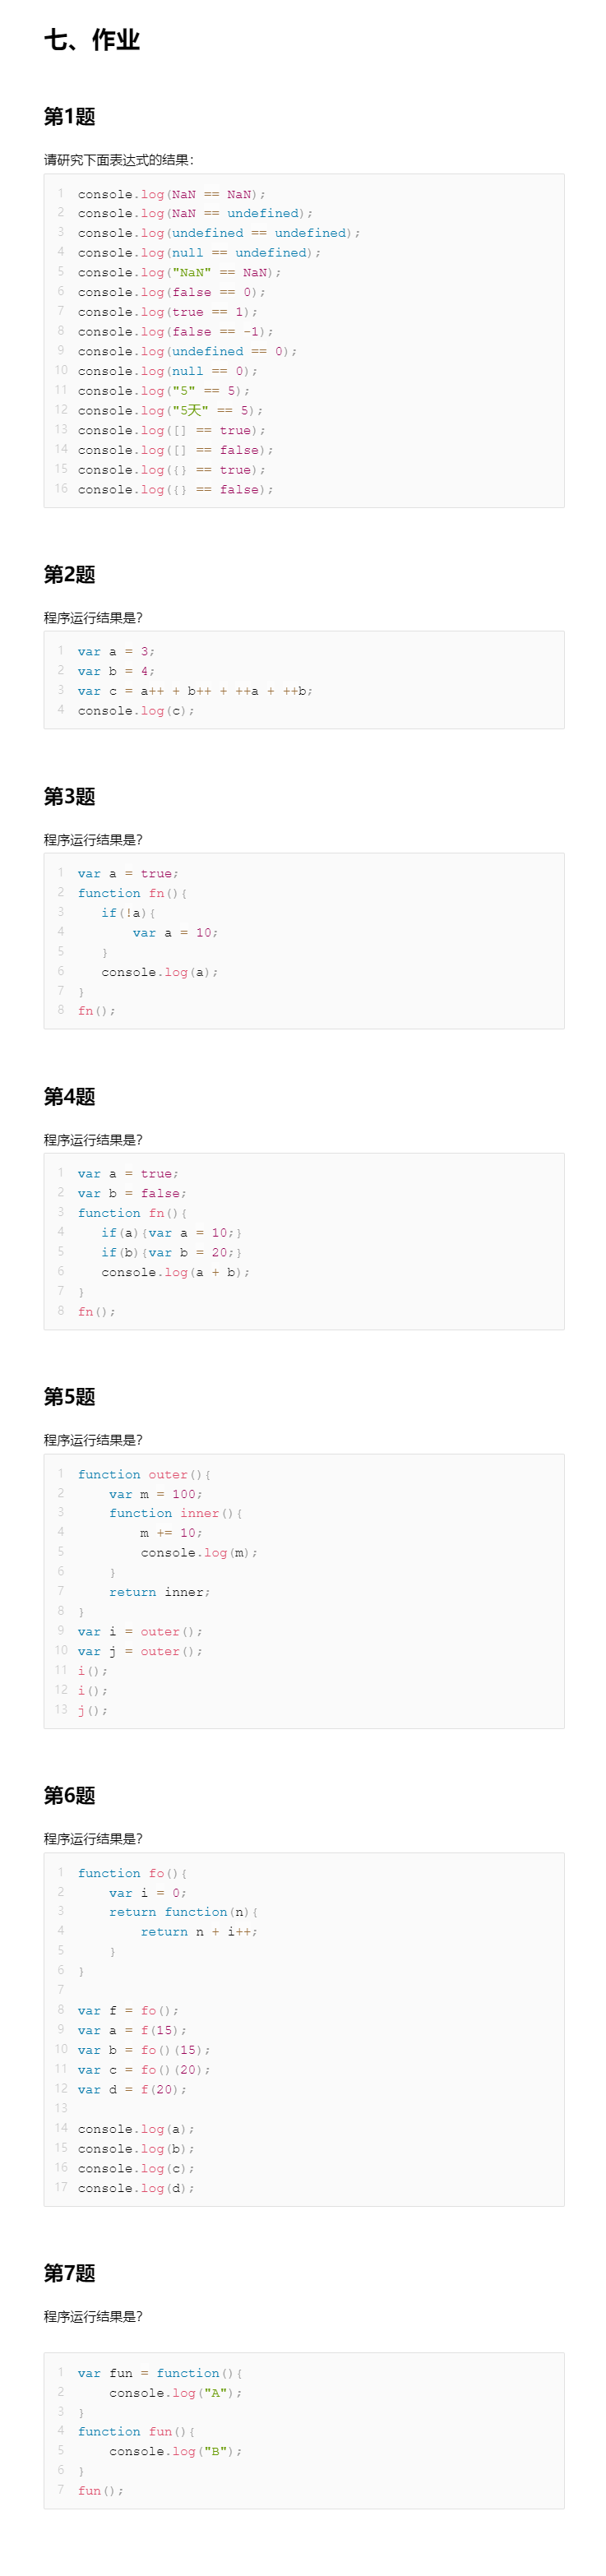 七、作业
第1题
请研究下面表达式的结果：
1 console.log(NaN == NaN);
2 console.log(NaN == undefined);
3 console.log(undefined == undefined);
4 console.log(null == undefined);
5 console.log("NaN" == NaN);
6 console.log(false == 0);
7 console.log(true == 1);
8 console.log(false == -1);
9 console.log(undefined == 0);
10 console.log(null == 0);
11 console.log("5" == 5);
12 console.log("5天" == 5);
13 console.log([] == true);
14 console.log([] == false);
15 console.log({} == true);
16 console.log({} == false);
第2题
程序运行结果是？
1 var a = 3;
2 var b = 4;
3 var c = a++ + b++ + ++a + ++b;
4 console.log(c);
第3题
程序运行结果是？
1 var a = true;
2 function fn(){
3    if(!a){
4        var a = 10;
5    }
6    console.log(a);
7 }
8 fn();
第4题
程序运行结果是？
1 var a = true;
2 var b = false;
3 function fn(){
4    if(a){var a = 10;}
5    if(b){var b = 20;}
6    console.log(a + b);
7 }
8 fn();
第5题
程序运行结果是？
1 function outer(){
2     var m = 100;
3     function inner(){
4         m += 10;
5         console.log(m);
6     }
7     return inner;
8 }
9 var i = outer();
10 var j = outer();
11 i();
12 i();
13 j();
第6题
程序运行结果是？
1 function fo(){
2     var i = 0;
3     return function(n){
4         return n + i++;
5     }
6 }
7
8 var f = fo();
9 var a = f(15);
10 var b = fo()(15);
11 var c = fo()(20);
12 var d = f(20);
13
14 console.log(a);
15 console.log(b);
16 console.log(c);
17 console.log(d);
第7题
程序运行结果是？
1 var fun = function(){
2     console.log("A");
3 }
4 function fun(){
5     console.log("B");
6 }
7 fun();